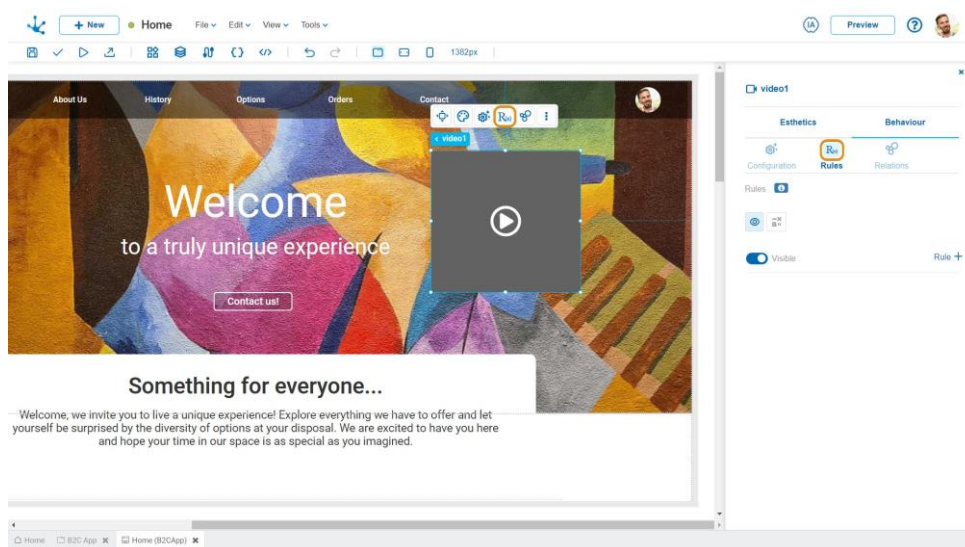 + New
Home
File
Edit
View
Tools
IA
Preview
?
1382px
About Us
History
Options
Orders
Contact
< video1
Welcome
to a truly unique experience
Contact us!
Something for everyone...
Welcome, we invite you to live a unique experience! Explore everything we have to offer and let
yourself be surprised by the diversity of options at your disposal. We are excited to have you here
and hope your time in our space is as special as you imagined.
video1
Esthetics
Behaviour
Configuration
Rules
Relations
Rules
Visible
Rule +
Home
B2C App
Home (B2CApp)